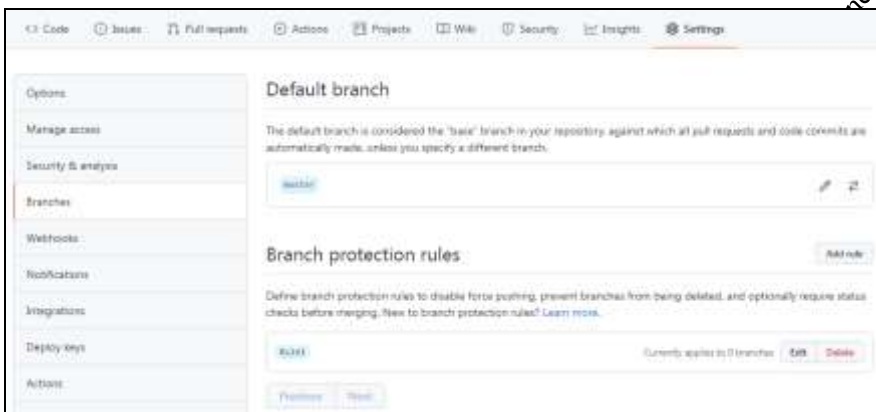 Code Issues Pull requests Actions Projects Wiki Security Insights Settings
Options
Manage access
Security & analysis
Branches
Webhooks
Notifications
Integrations
Deploy keys
Actions
Default branch
The default branch is considered the "base" branch in your repository, against which all pull requests and code commits are
automatically made, unless you specify a different branch.
master
Branch protection rules
Add rule
Define branch protection rules to disable force pushing, prevent branches from being deleted, and optionally require status
checks before merging. New to branch protection rules? Learn more.
Currently applies to 0 branches Edit Delete
Previous Next